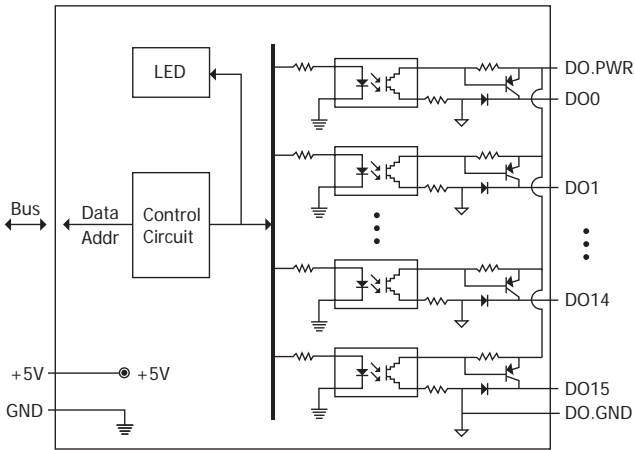 LED
DO.PWR
DO0
DO1
Bus
Data
Addr
Control
Circuit
DO14
+5V
+5V
DO15
GND
DO.GND